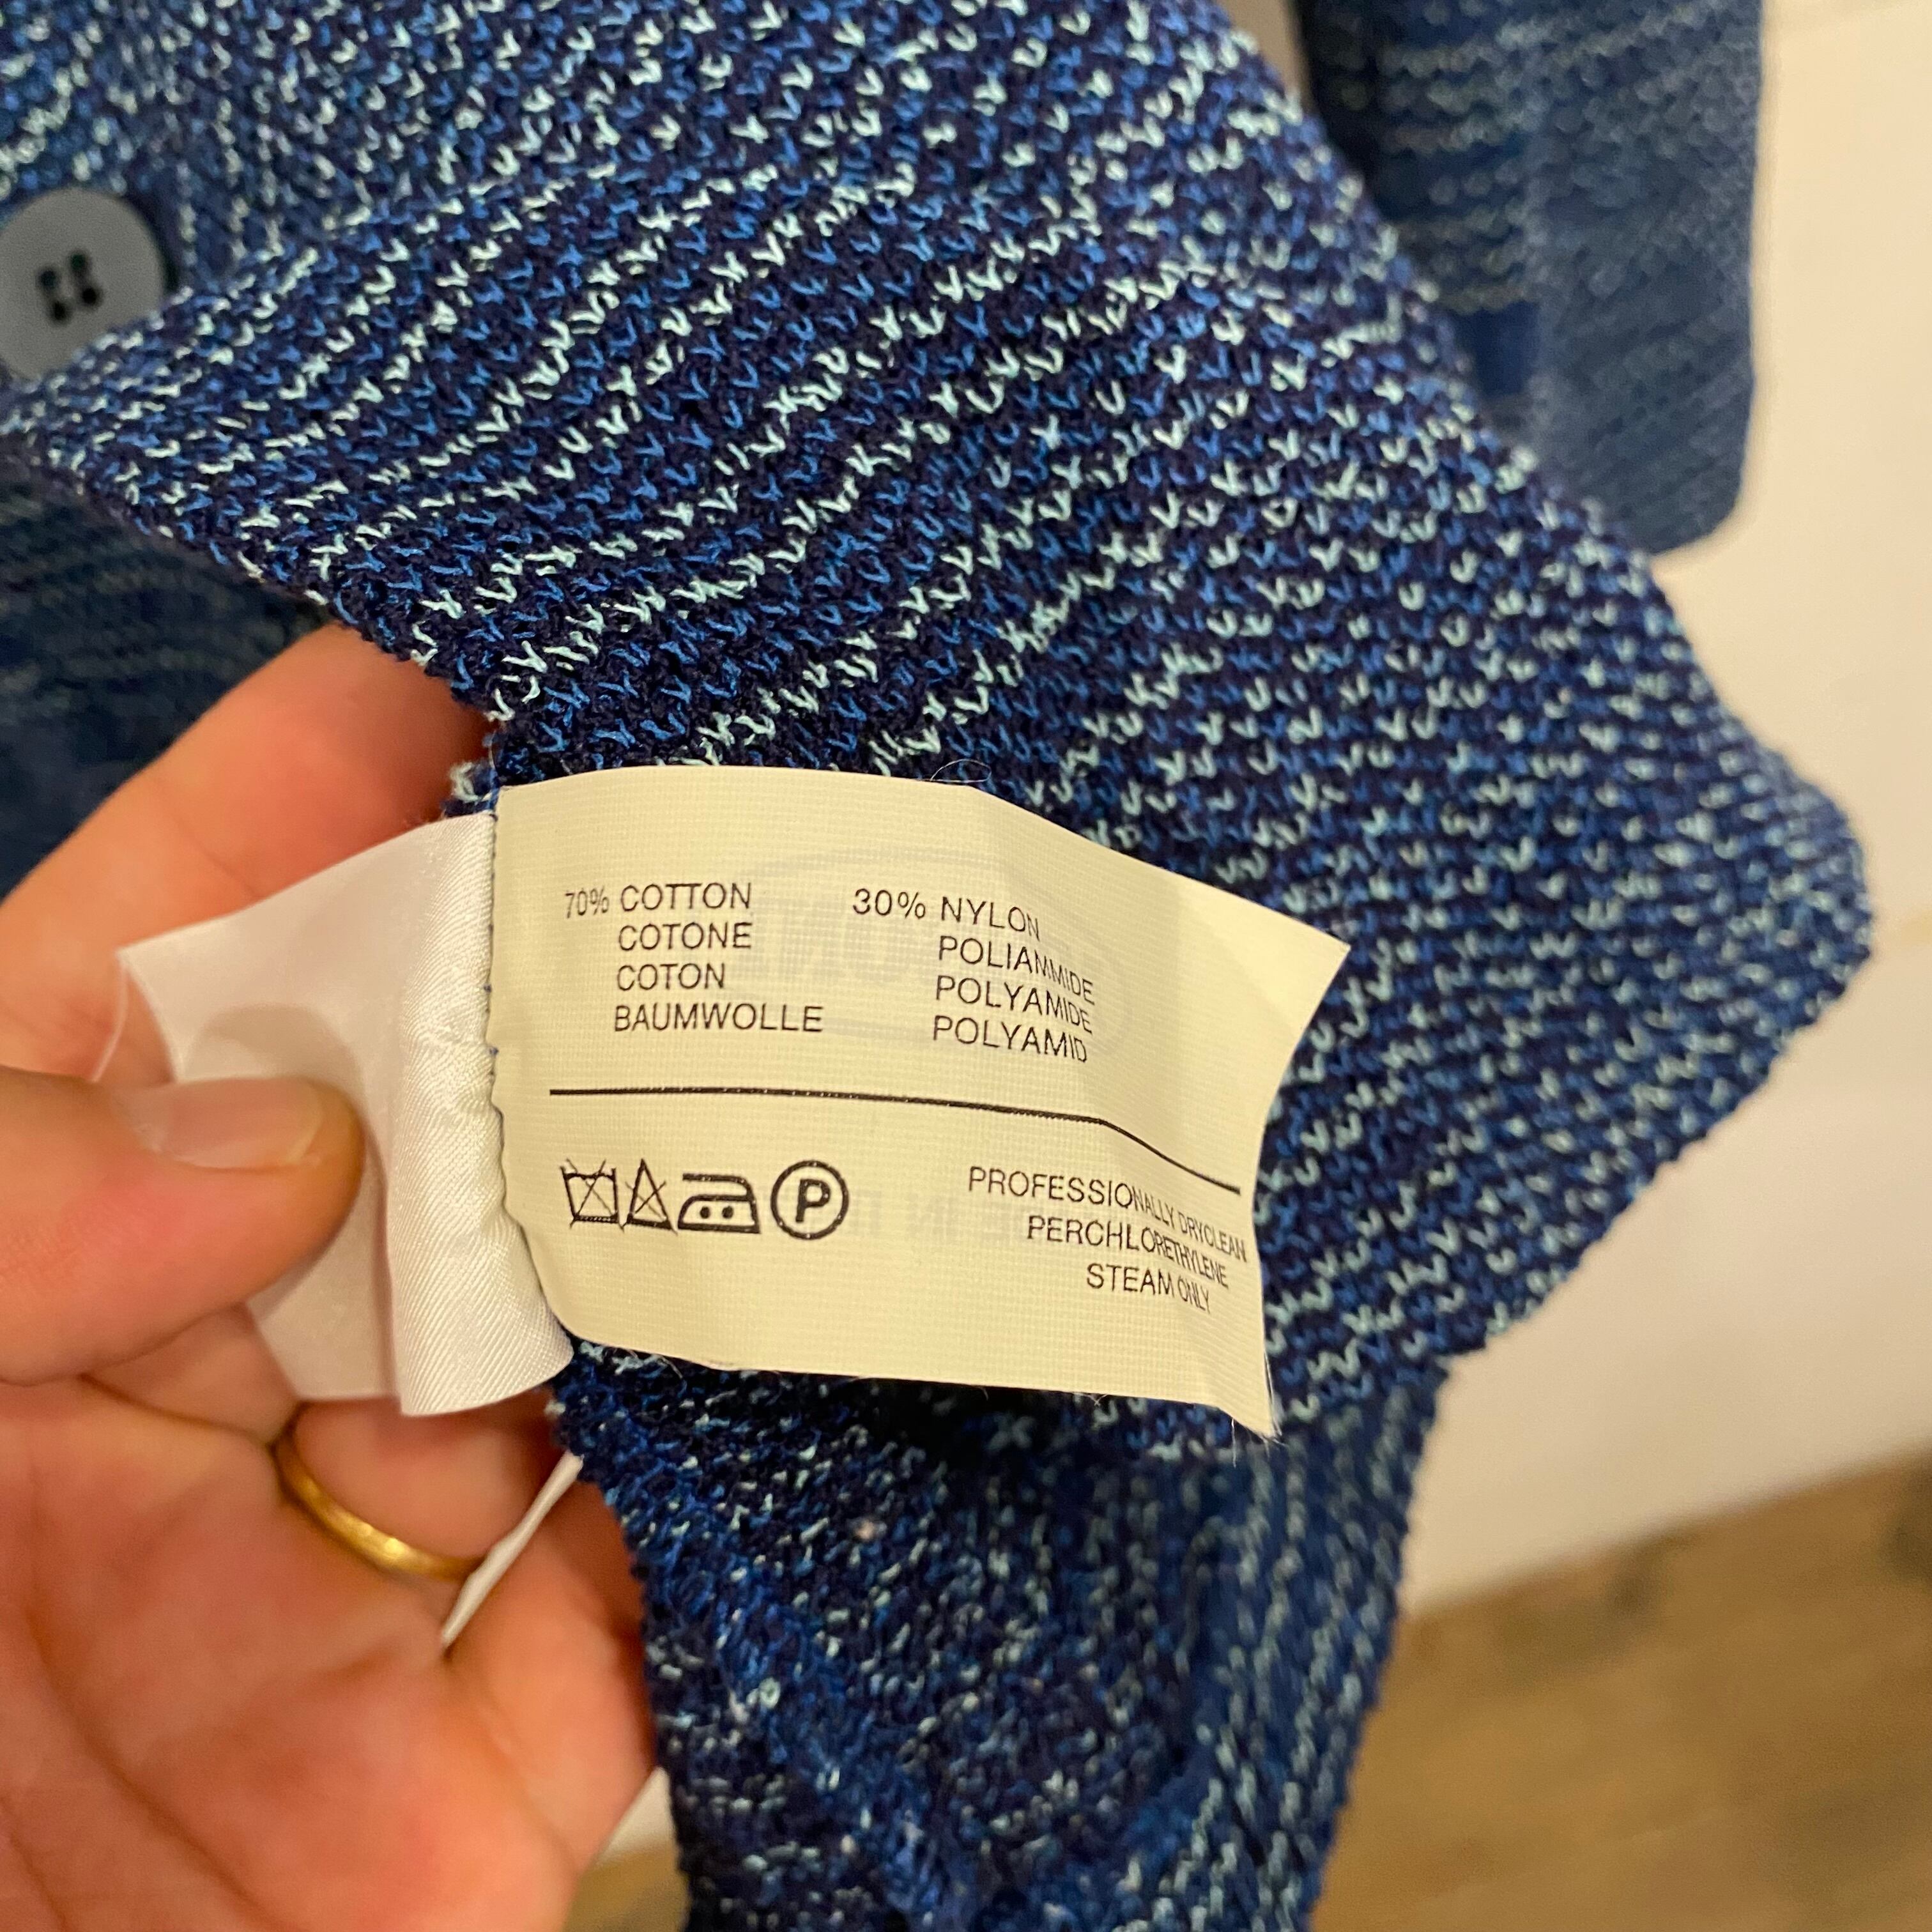 70% COTTON
COTONE
COTON
BAUMWOLLE
30% NYLON
POLIAMMIDE
POLYAMIDE
POLYAMID
P
PROFESSIONALLY DRYCLEAN
PERCHLORETHYLENE
STEAM ONLY